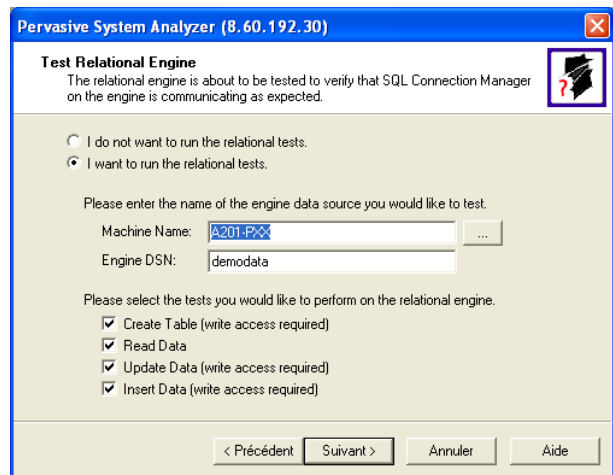 Pervasive System Analyzer (8.60.192.30)
Test Relational Engine
The relational engine is about to be tested to verify that SQL Connection Manager
on the engine is communicating as expected.
I do not want to run the relational tests.
I want to run the relational tests.
Please enter the name of the engine data source you would like to test.
Machine Name: A201-PXX ...
Engine DSN: demodata
Please select the tests you would like to perform on the relational engine.
Create Table (write access required)
Read Data
Update Data (write access required)
Insert Data (write access required)
< Précédent Suivant > Annuler Aide